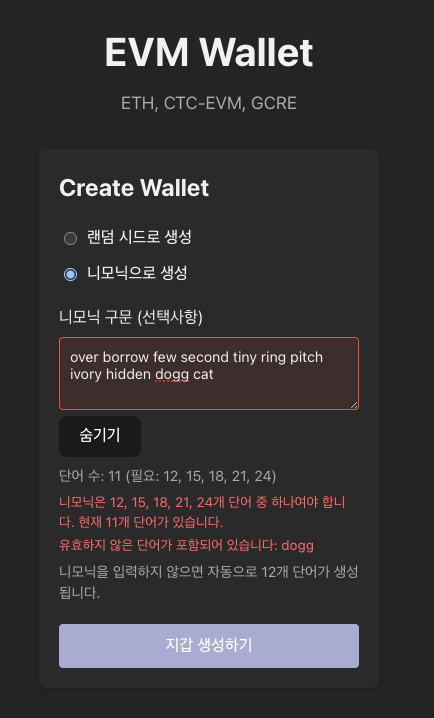 EVM Wallet
ETH, CTC-EVM, GCRE
Create Wallet
랜덤 시드로 생성
니모닉으로 생성
니모닉 구문 (선택사항)
over borrow few second tiny ring pitch
ivory hidden dogg cat
숨기기
단어 수: 11 (필요: 12, 15, 18, 21, 24)
니모닉은 12, 15, 18, 21, 24개 단어 중 하나여야 합니
다. 현재 11개 단어가 있습니다.
유효하지 않은 단어가 포함되어 있습니다: dogg
니모닉을 입력하지 않으면 자동으로 12개 단어가 생성
됩니다.
지갑 생성하기